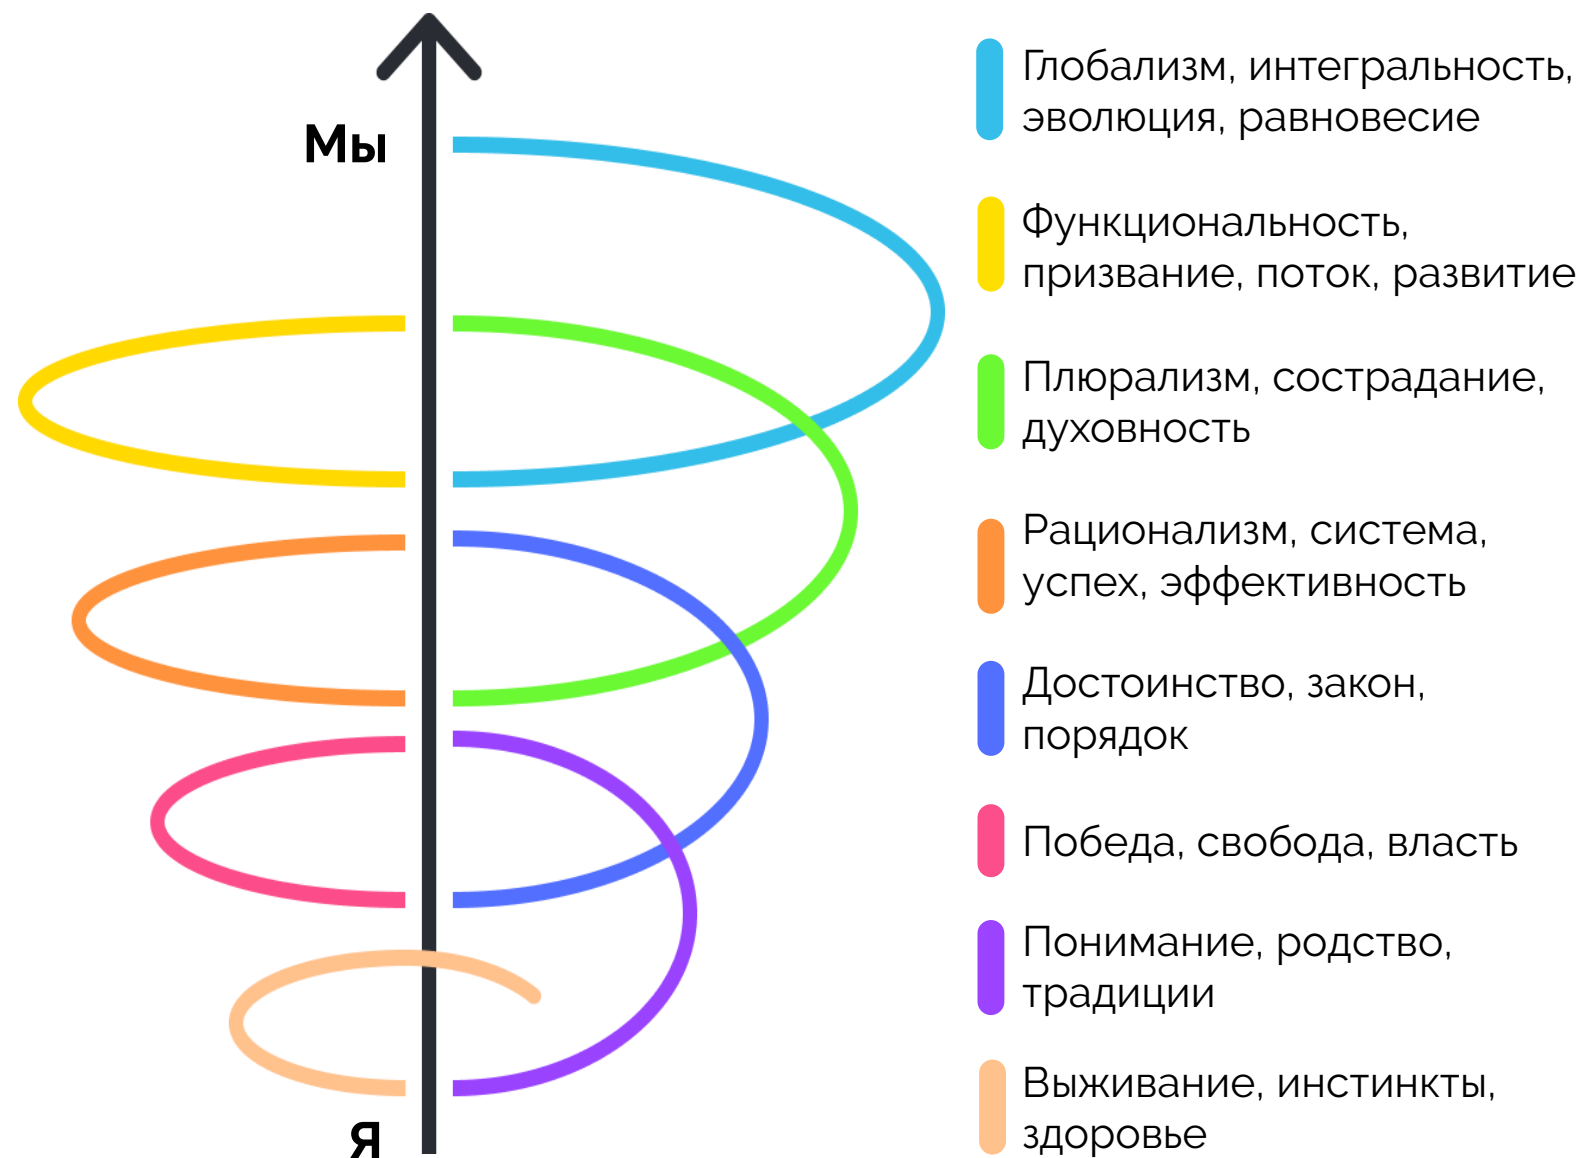 Мы
Я
Глобализм, интегральность,
эволюция, равновесие
Функциональность,
призвание, поток, развитие
Плюрализм, сострадание,
духовность
Рационализм, система,
успех, эффективность
Достоинство, закон,
порядок
Победа, свобода, власть
Понимание, родство,
традиции
Выживание, инстинкты,
здоровье